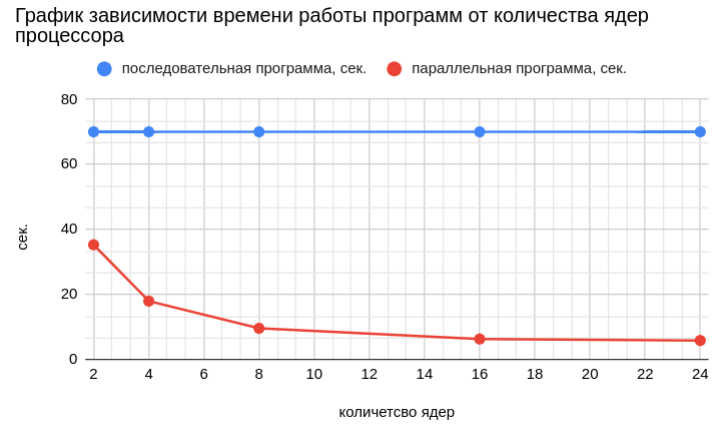 График зависимости времени работы программ от количества ядер
процессора
последовательная программа, сек. параллельная программа, сек.
80
60
40
20
0
сек.
2 4 6 8 10 12 14 16 18 20 22 24
количетсво ядер